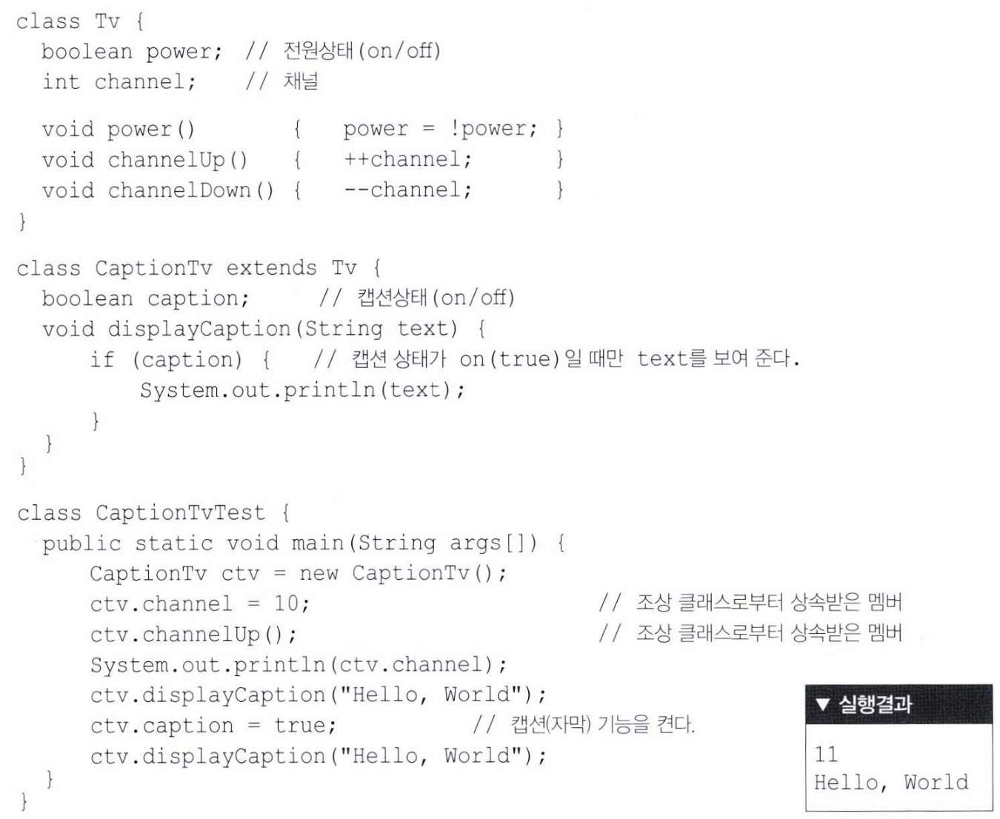 class Tv {
boolean power; // 전원상태(on/off)
int channel; // 채널
void power() { power = !power; }
void channelUp() { ++channel; }
void channelDown() { --channel; }
}
class CaptionTv extends Tv {
boolean caption; // 캡션상태(on/off)
void displayCaption(String text) {
if (caption) { // 캡션 상태가 on(true)일 때만 text를 보여 준다.
System.out.println(text);
}
}
}
class CaptionTvTest {
public static void main(String args[]) {
CaptionTv ctv = new CaptionTv();
ctv.channel = 10; // 조상 클래스로부터 상속받은 멤버
ctv.channelUp(); // 조상 클래스로부터 상속받은 멤버
System.out.println(ctv.channel);
ctv.displayCaption("Hello, World");
ctv.caption = true; // 캡션(자막) 기능을 켠다.
ctv.displayCaption("Hello, World");
}
}
▼ 실행결과
11
Hello, World